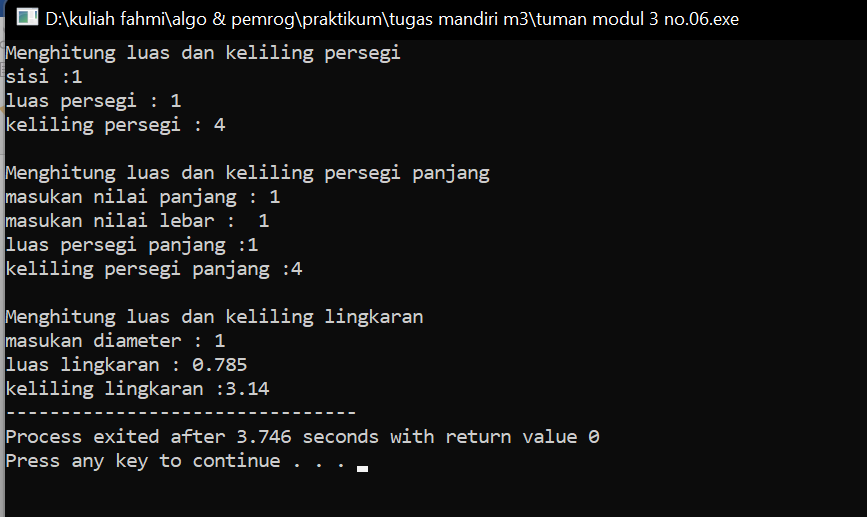 D:\kuliah fahmi\algo & pemrog\praktikum\tugas mandiri m3\tuman modul 3 no.06.exe
Menghitung luas dan keliling persegi
sisi :1
luas persegi : 1
keliling persegi : 4

Menghitung luas dan keliling persegi panjang
masukan nilai panjang : 1
masukan nilai lebar :  1
luas persegi panjang :1
keliling persegi panjang :4

Menghitung luas dan keliling lingkaran
masukan diameter : 1
luas lingkaran : 0.785
keliling lingkaran :3.14
--------------------------------
Process exited after 3.746 seconds with return value 0
Press any key to continue . . .